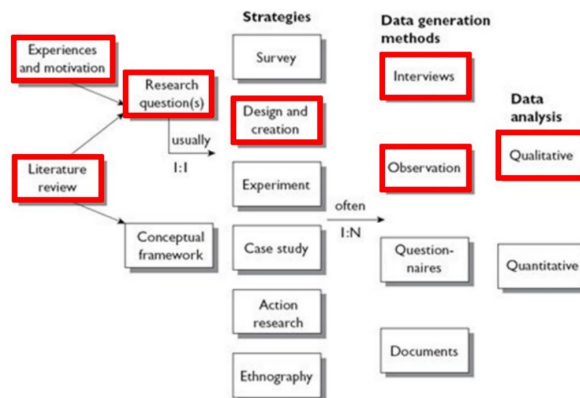 Strategies
Data generation
methods
Experiences
and motivation
Survey
Interviews
Research
question(s)
Design and
creation
Data
analysis
usually
1:1
Literature
review
Experiment
Observation
Qualitative
often
1:N
Conceptual
framework
Case study
Question-
naires
Quantitative
Action
research
Documents
Ethnography